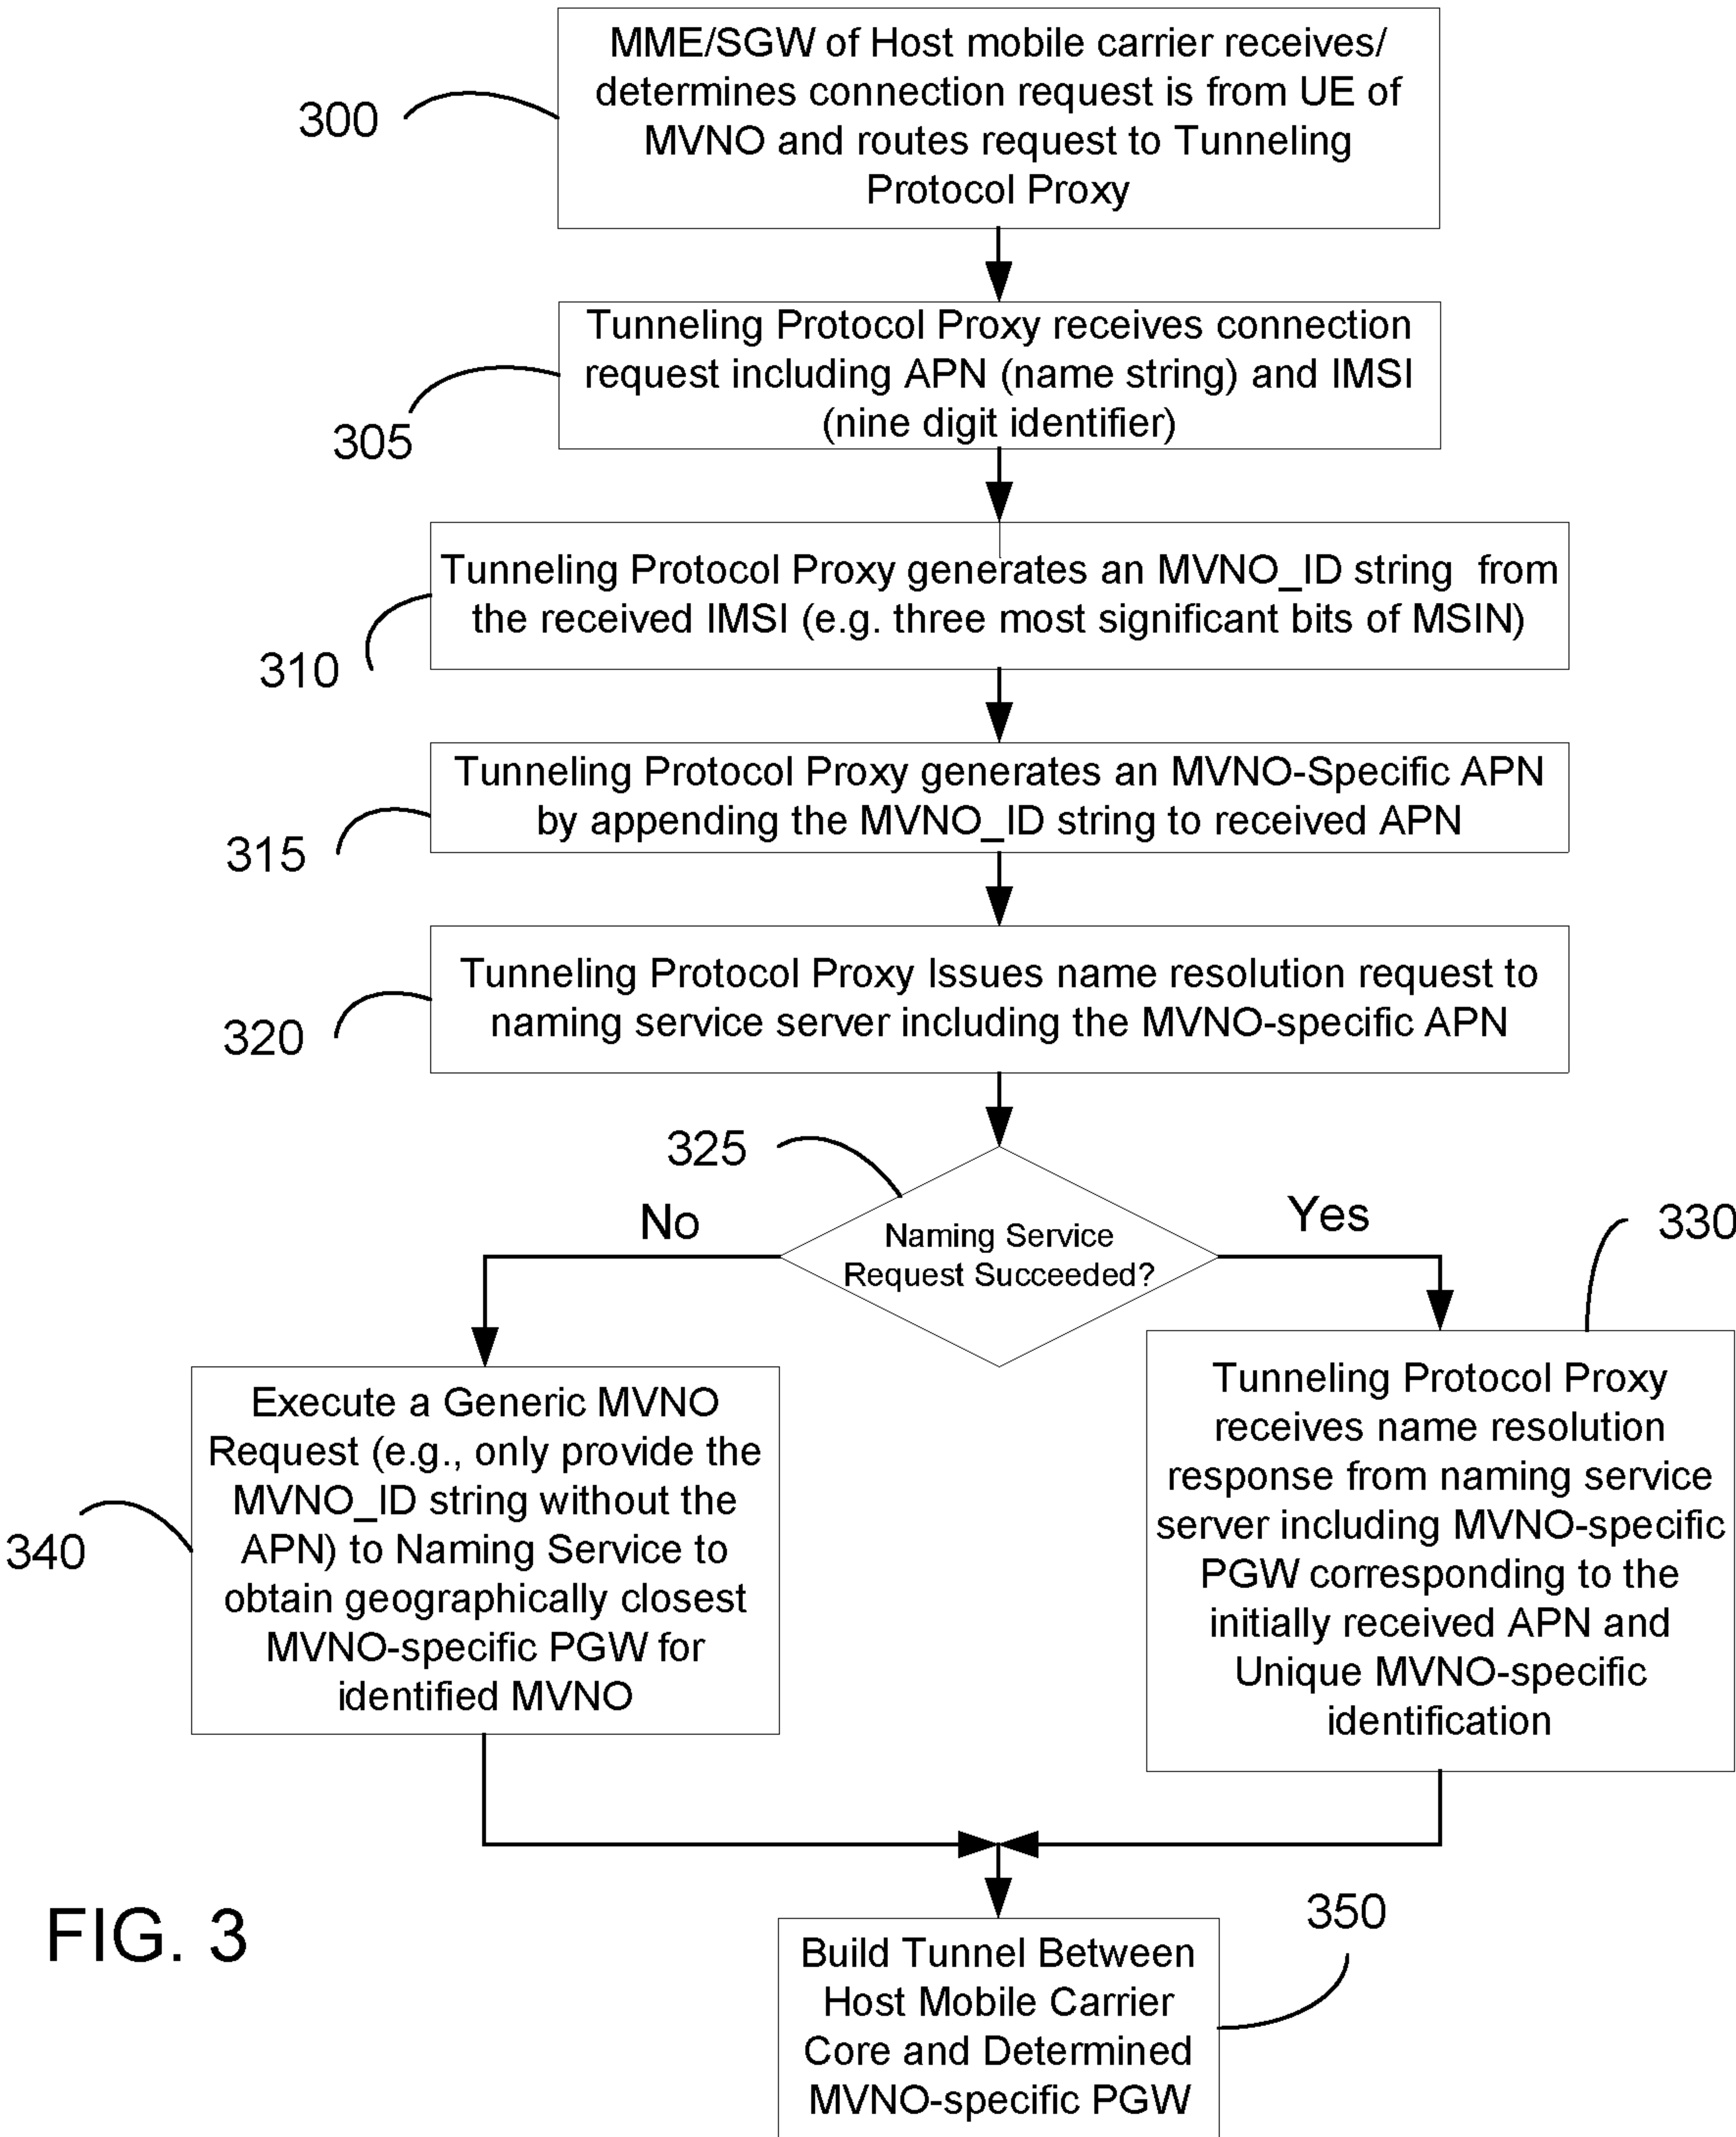 MME/SGW of Host mobile carrier receives/
determines connection request is from UE of
MVNO and routes request to Tunneling
Protocol Proxy
300
Tunneling Protocol Proxy receives connection
request including APN (name string) and IMSI
(nine digit identifier)
305
Tunneling Protocol Proxy generates an MVNO_ID string from
the received IMSI (e.g. three most significant bits of MSIN)
310
Tunneling Protocol Proxy generates an MVNO-Specific APN
by appending the MVNO_ID string to received APN
315
Tunneling Protocol Proxy Issues name resolution request to
naming service server including the MVNO-specific APN
320
325
Naming Service
Request Succeeded?
No
Yes
330
Execute a Generic MVNO
Request (e.g., only provide the
MVNO_ID string without the
APN) to Naming Service to
obtain geographically closest
MVNO-specific PGW for
identified MVNO
340
Tunneling Protocol Proxy
receives name resolution
response from naming service
server including MVNO-specific
PGW corresponding to the
initially received APN and
Unique MVNO-specific
identification
Build Tunnel Between
Host Mobile Carrier
Core and Determined
MVNO-specific PGW
350
FIG. 3